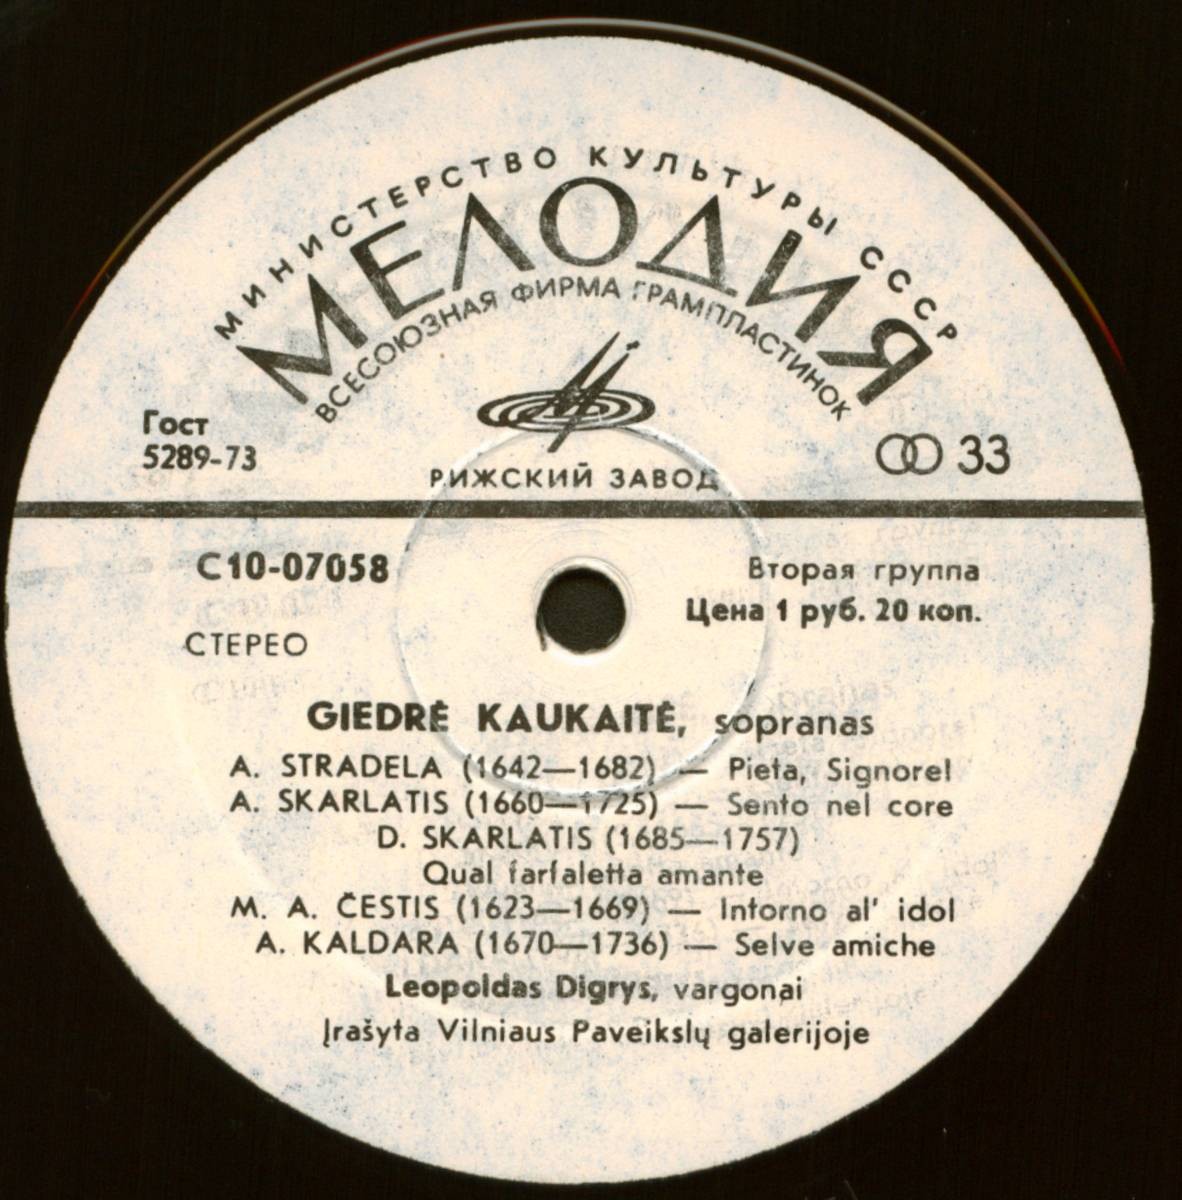 МИНИСТЕРСТВО КУЛЬТУРЫ СССР
МЕЛОДИЯ
ВСЕСОЮЗНАЯ ФИРМА ГРАМПЛАСТИНОК
РИЖСКИЙ ЗАВОД
Гост
5289-73
33
С10-07058
СТЕРЕО
Вторая группа
Цена 1 руб. 20 коп.
GIEDRĖ KAUKAITĖ, sopranas
A. STRADELA (1642—1682) — Pieta, Signorel
A. SKARLATIS (1660—1725) — Sento nel core
D. SKARLATIS (1685—1757)
Qual farfaletta amante
M. A. ČESTIS (1623—1669) — Intorno al' idol
A. KALDARA (1670—1736) — Selve amiche
Leopoldas Digrys, vargonai
Įrašyta Vilniaus Paveikslų galerijoje